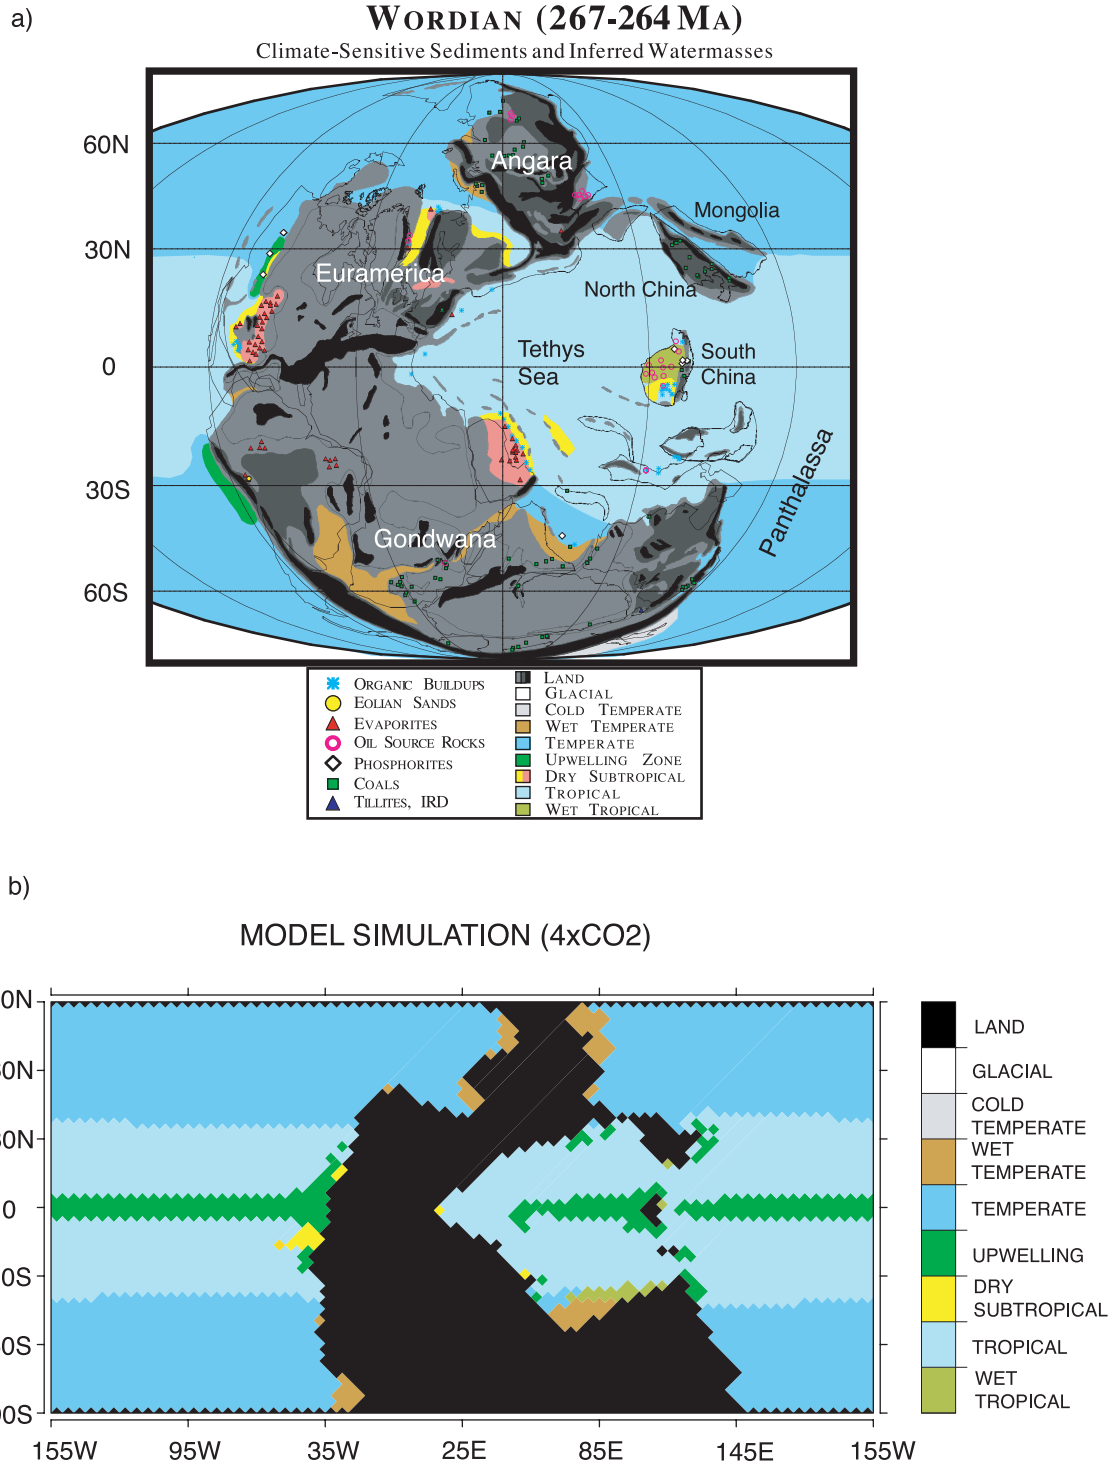 a)
WORDIAN (267-264 MA)
Climate-Sensitive Sediments and Inferred Watermasses
60N
30N
0
30S
60S
Angara
Mongolia
Euramerica
North China
Tethys
Sea
South
China
Panthalassa
Gondwana
ORGANIC BUILDUPS
EOLIAN SANDS
EVAPORITES
OIL SOURCE ROCKS
PHOSPHORITES
COALS
TILLITES, IRD
LAND
GLACIAL
COLD TEMPERATE
WET TEMPERATE
TEMPERATE
UPWELLING ZONE
DRY SUBTROPICAL
TROPICAL
WET TROPICAL
b)
MODEL SIMULATION (4xCO2)
0N
0N
0N
0
0S
0S
0S
155W 95W 35W 25E 85E 145E 155W
LAND
GLACIAL
COLD
TEMPERATE
WET
TEMPERATE
TEMPERATE
UPWELLING
DRY
SUBTROPICAL
TROPICAL
WET
TROPICAL